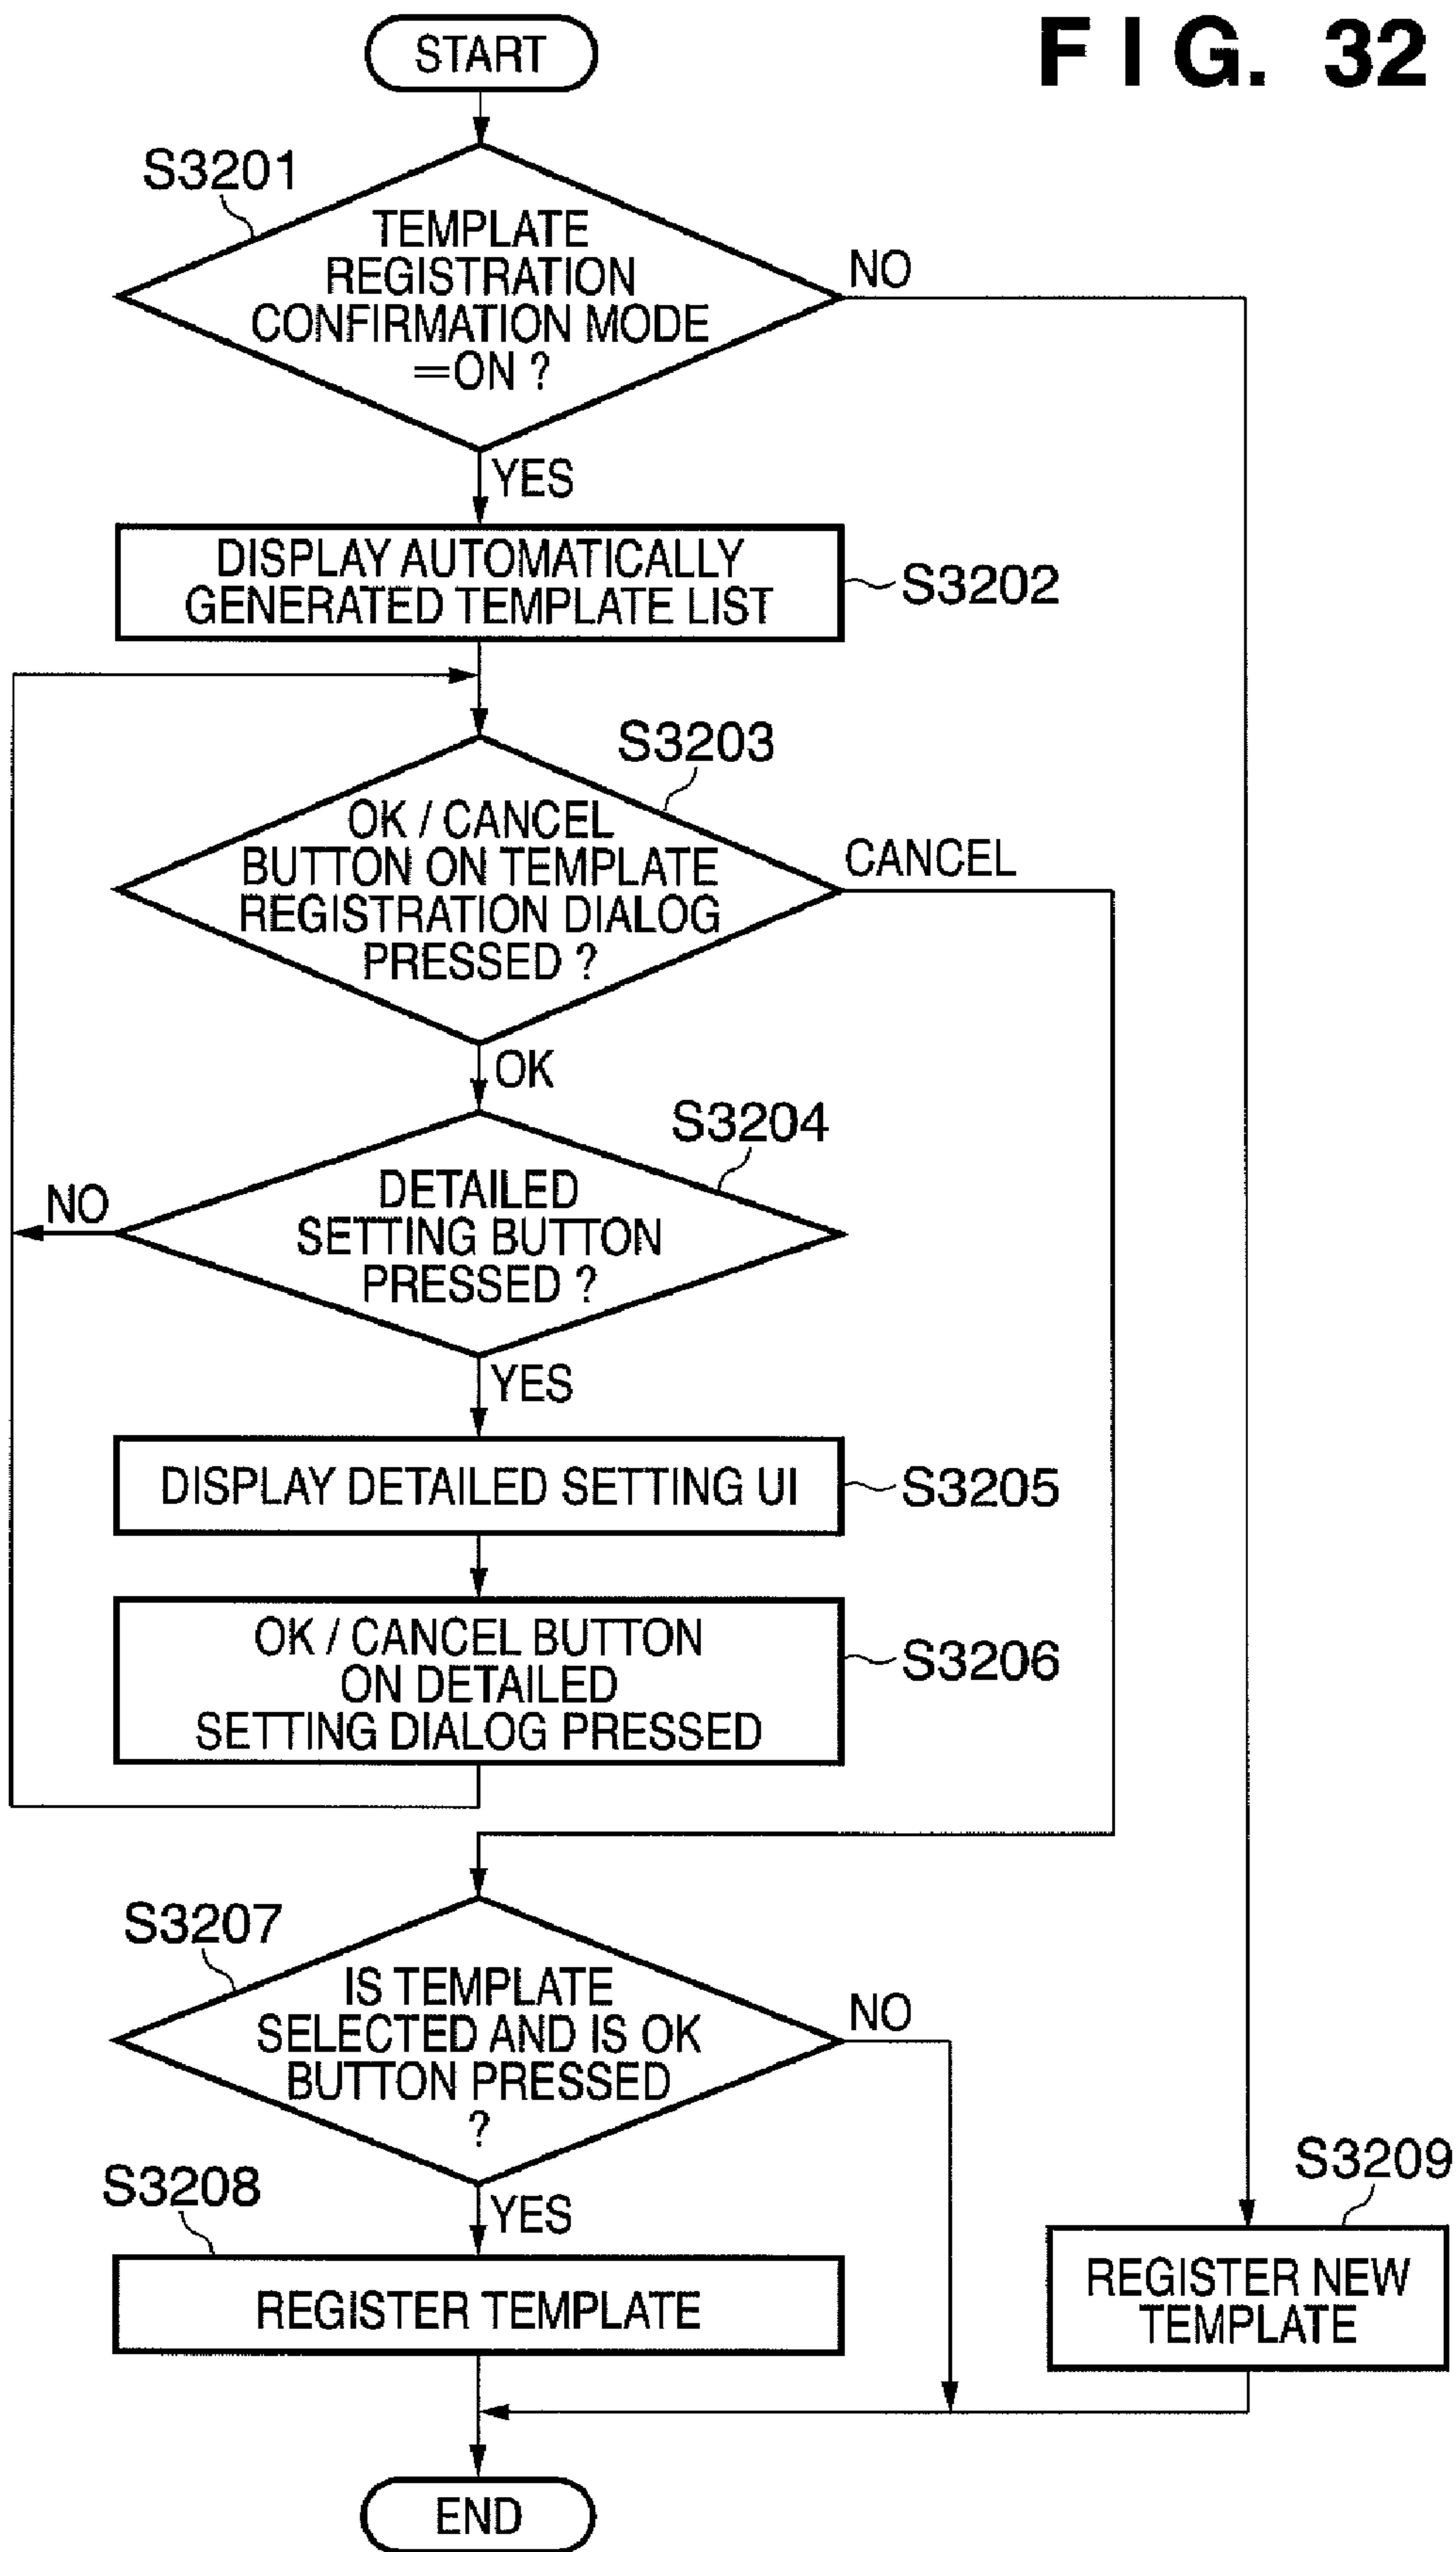 FIG. 32
START
S3201
TEMPLATE
REGISTRATION
CONFIRMATION MODE
=ON ?
NO
YES
DISPLAY AUTOMATICALLY
GENERATED TEMPLATE LIST
S3202
S3203
OK / CANCEL
BUTTON ON TEMPLATE
REGISTRATION DIALOG
PRESSED ?
CANCEL
OK
S3204
DETAILED
SETTING BUTTON
PRESSED ?
NO
YES
DISPLAY DETAILED SETTING UI
S3205
OK / CANCEL BUTTON
ON DETAILED
SETTING DIALOG PRESSED
S3206
S3207
IS TEMPLATE
SELECTED AND IS OK
BUTTON PRESSED
?
NO
YES
S3208
REGISTER TEMPLATE
S3209
REGISTER NEW
TEMPLATE
END